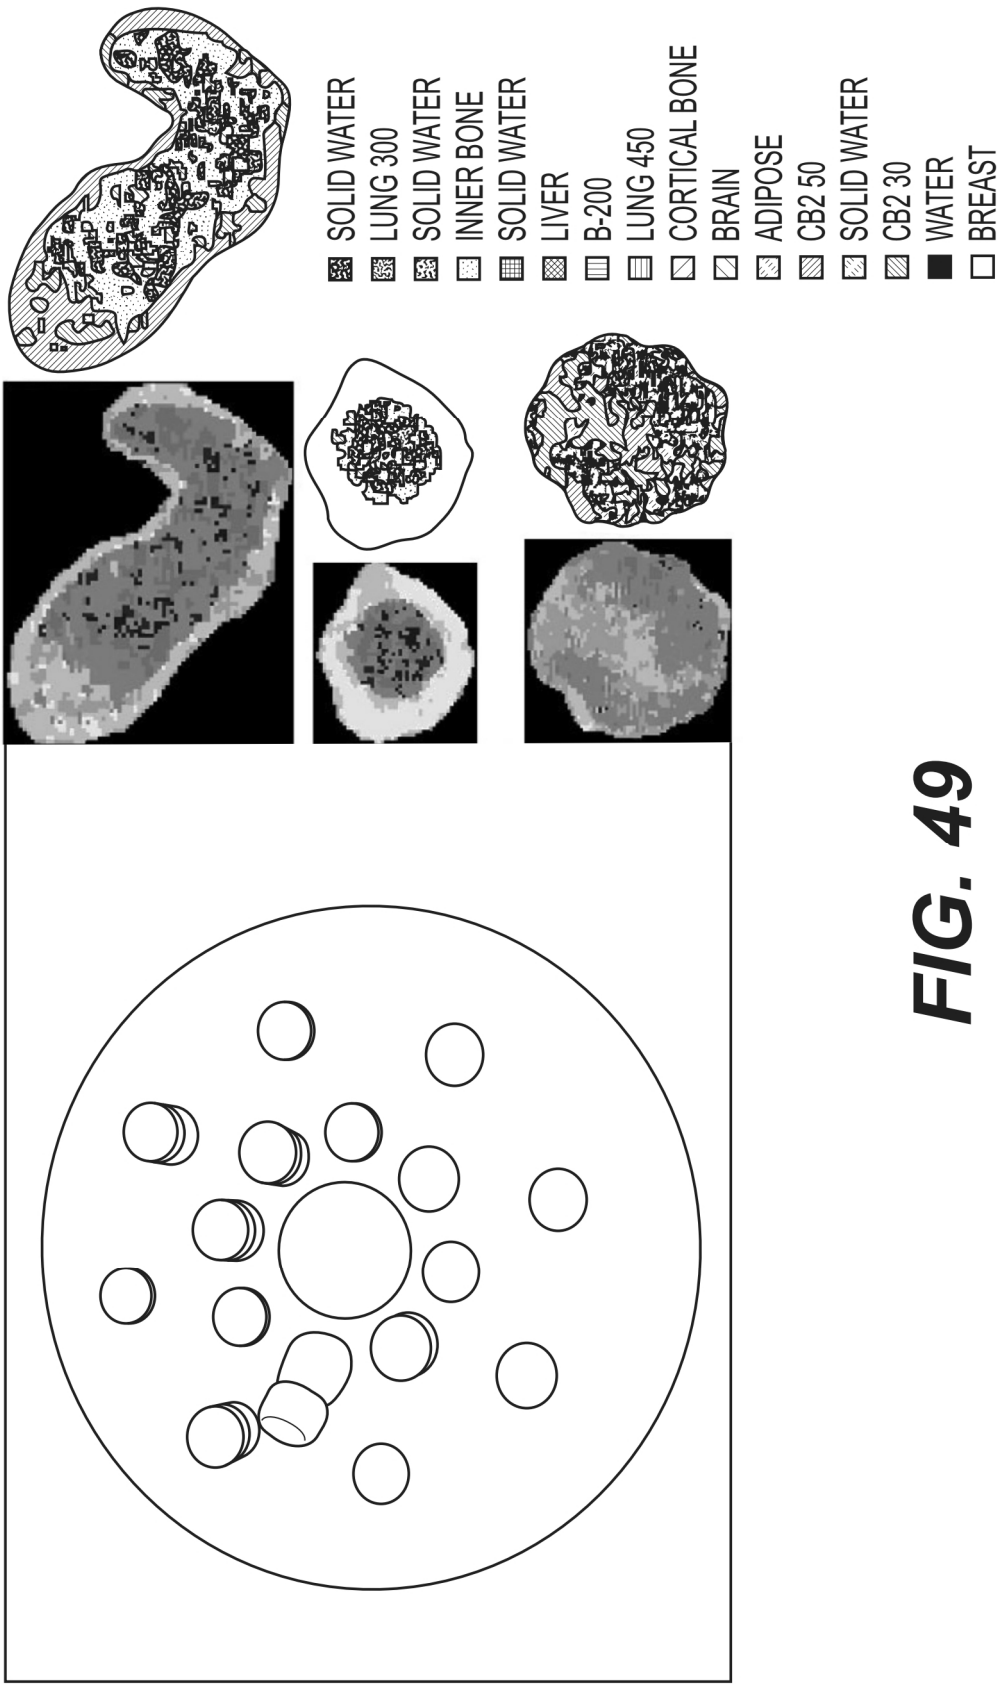 SOLID WATER
LUNG 300
SOLID WATER
INNER BONE
SOLID WATER
LIVER
B-200
LUNG 450
CORTICAL BONE
BRAIN
ADIPOSE
CB2 50
SOLID WATER
CB2 30
WATER
BREAST
FIG. 49